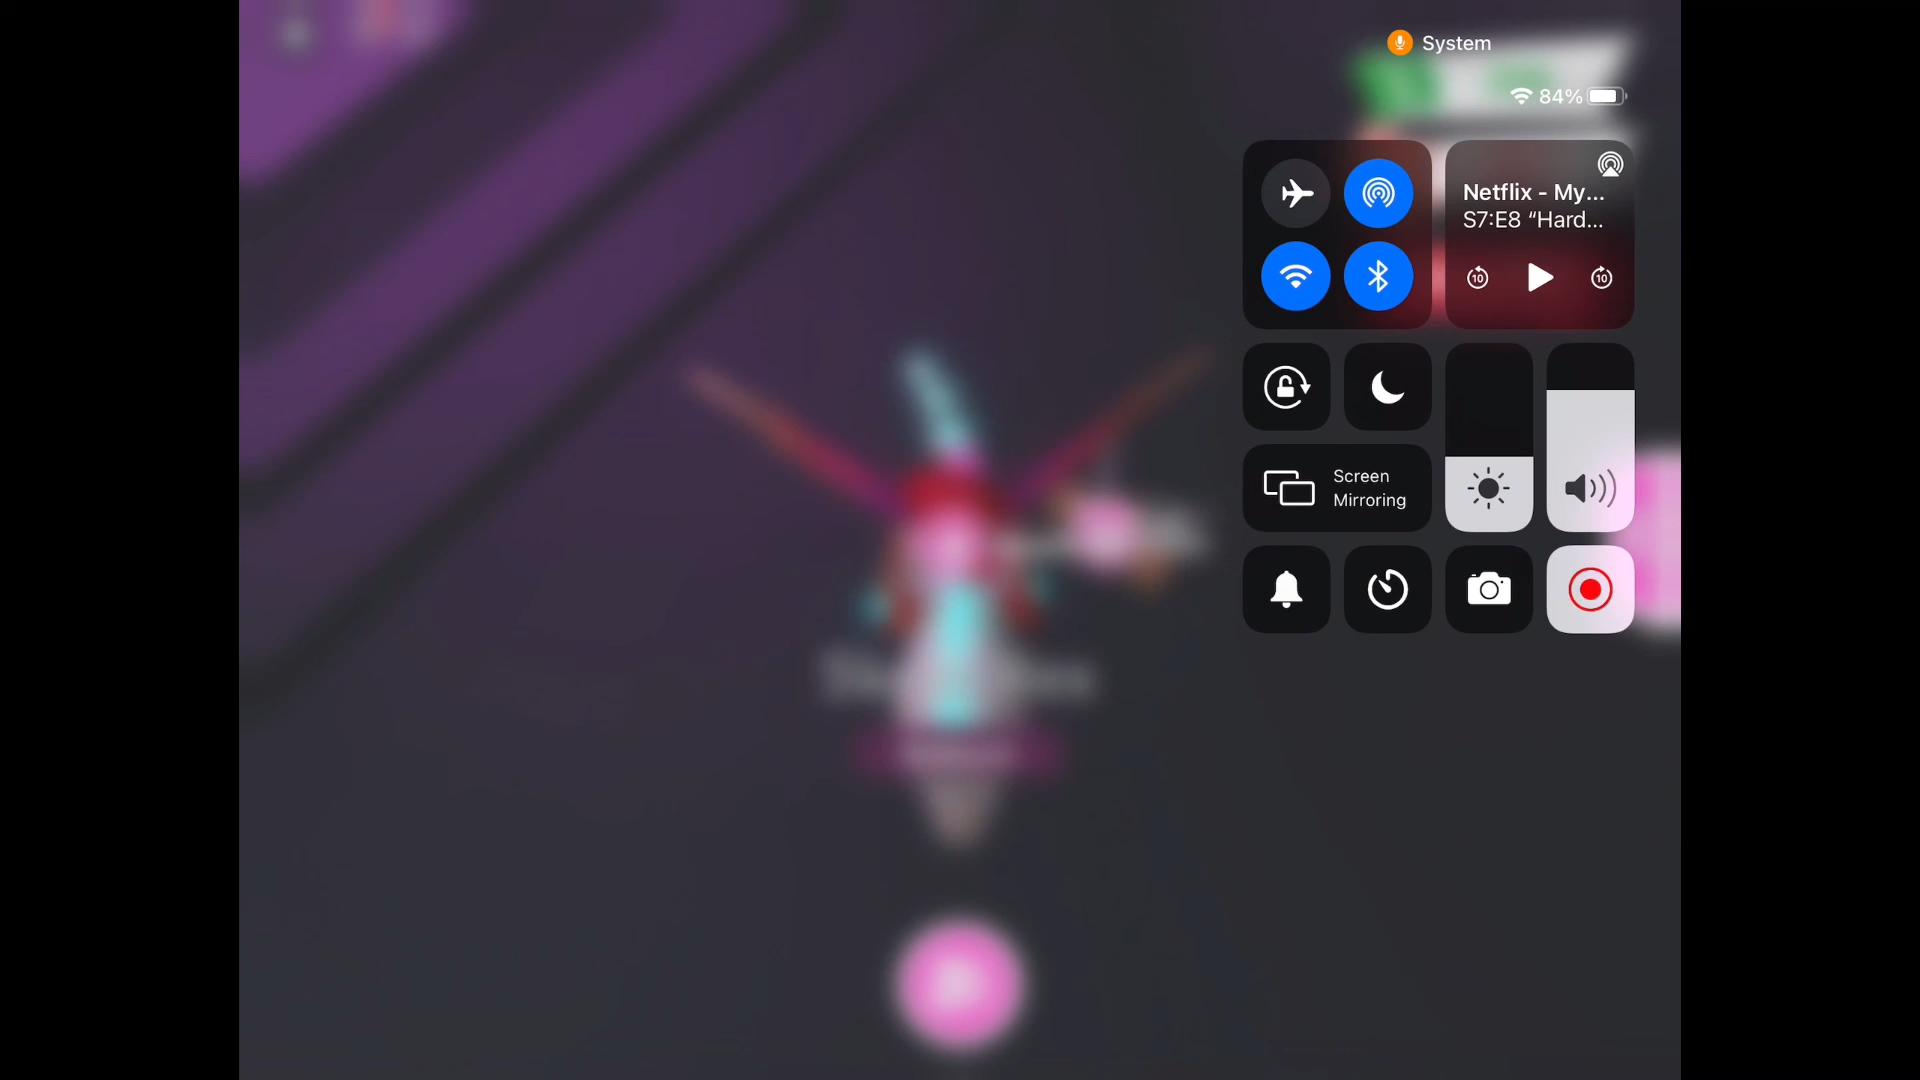 System
84%
Netflix - My...
S7:E8 “Hard...
10
10
Screen
Mirroring